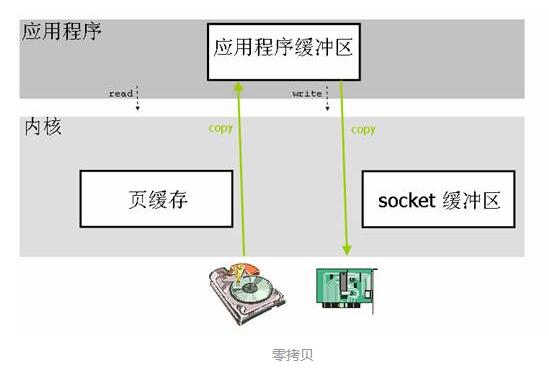 应用程序
应用程序缓冲区
read
write
内核
copy
copy
页缓存
socket 缓冲区
零拷贝